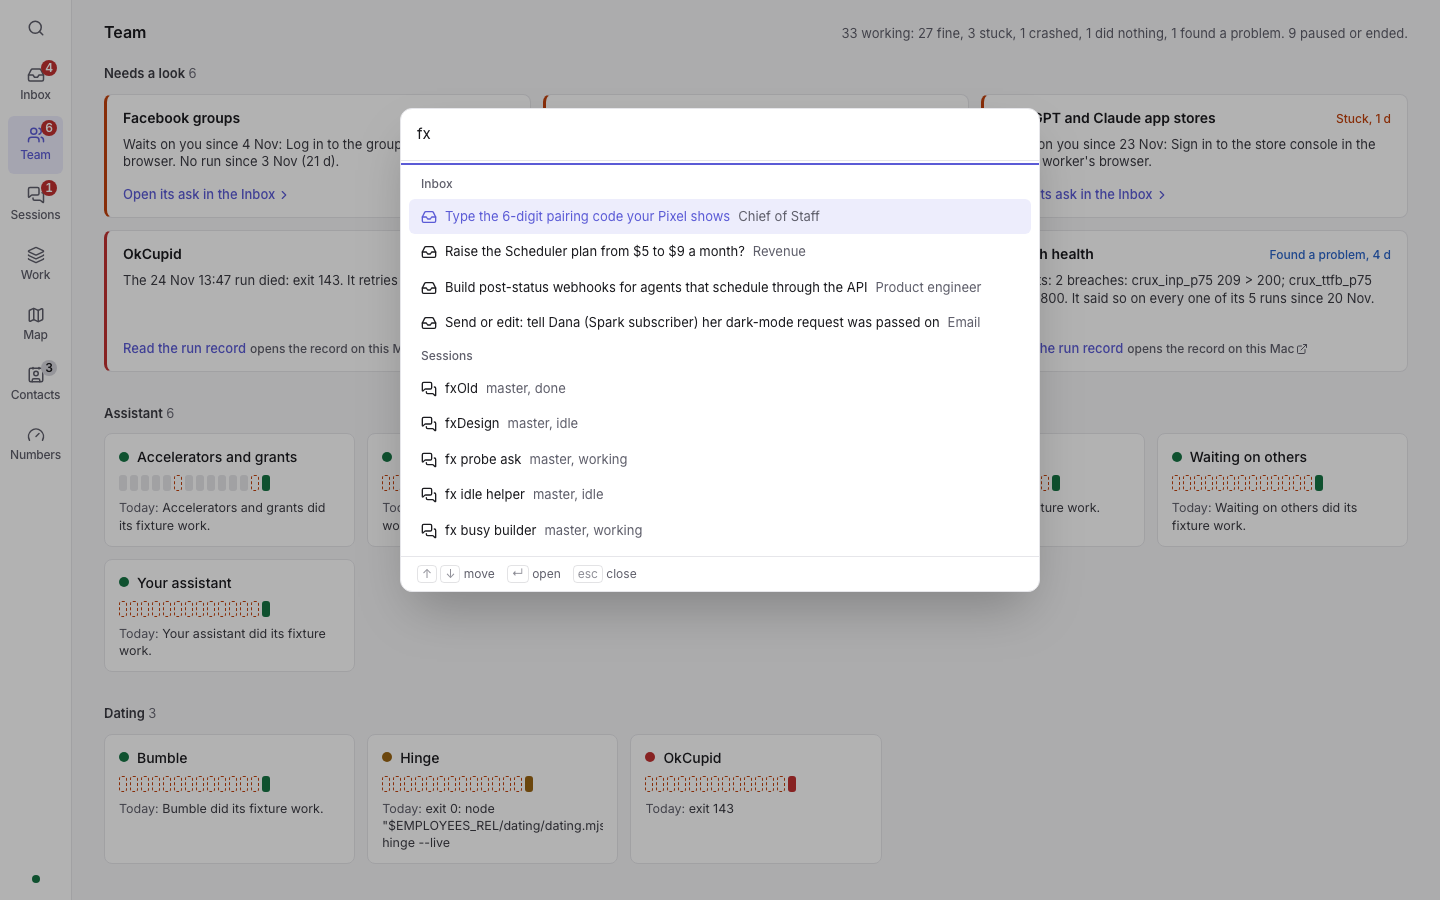 Team
33 working: 27 fine, 3 stuck, 1 crashed, 1 did nothing, 1 found a problem. 9 paused or ended.
4
Inbox
6
Team
1
Sessions
Work
Map
3
Contacts
Numbers
Needs a look 6
Facebook groups
Waits on you since 4 Nov: Log in to the group
browser. No run since 3 Nov (21 d).
Open its ask in the Inbox
GPT and Claude app stores
Stuck, 1 d
on you since 23 Nov: Sign in to the store console in the
worker's browser.
ts ask in the Inbox
OkCupid
The 24 Nov 13:47 run died: exit 143. It retries
Read the run record opens the record on this M
h health
Found a problem, 4 d
ts: 2 breaches: crux_inp_p75 209 > 200; crux_ttfb_p75
800. It said so on every one of its 5 runs since 20 Nov.
he run record opens the record on this Mac
fx
Inbox
Type the 6-digit pairing code your Pixel shows Chief of Staff
Raise the Scheduler plan from $5 to $9 a month? Revenue
Build post-status webhooks for agents that schedule through the API Product engineer
Send or edit: tell Dana (Spark subscriber) her dark-mode request was passed on Email
Sessions
fxOld master, done
fxDesign master, idle
fx probe ask master, working
fx idle helper master, idle
fx busy builder master, working
move
open
esc close
Assistant 6
Accelerators and grants
Today: Accelerators and grants did
its fixture work.
Toc
wo
ture work.
Waiting on others
Today: Waiting on others did its
fixture work.
Your assistant
Today: Your assistant did its fixture
work.
Dating 3
Bumble
Today: Bumble did its fixture work.
Hinge
Today: exit 0: node
"$EMPLOYEES_REL/dating/dating.mjs
hinge --live
OkCupid
Today: exit 143